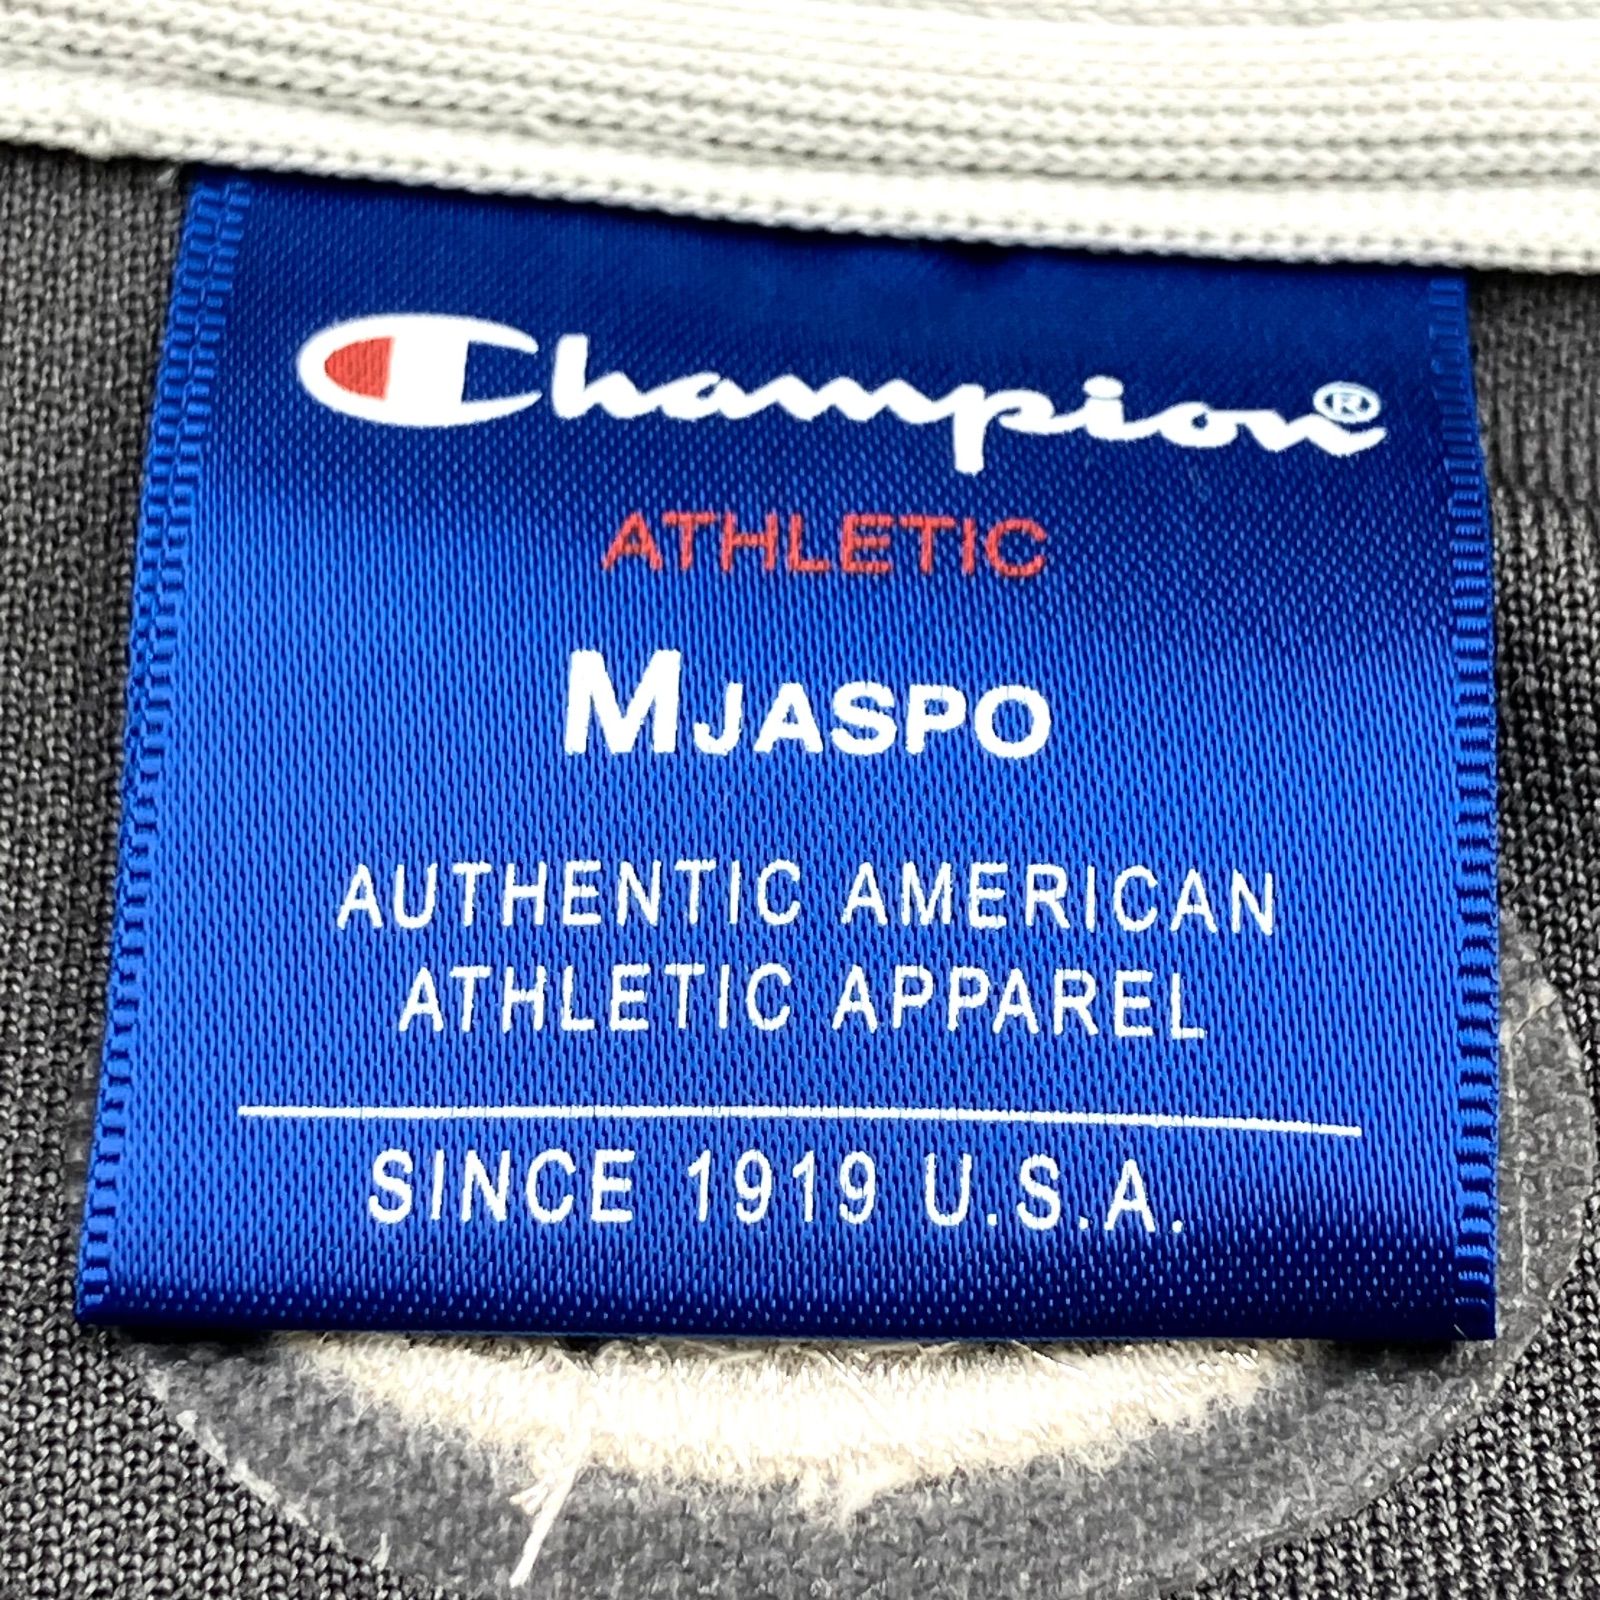 Champion®
ATHLETIC
MJASPO
AUTHENTIC AMERICAN
ATHLETIC APPAREL
SINCE 1919 U.S.A.